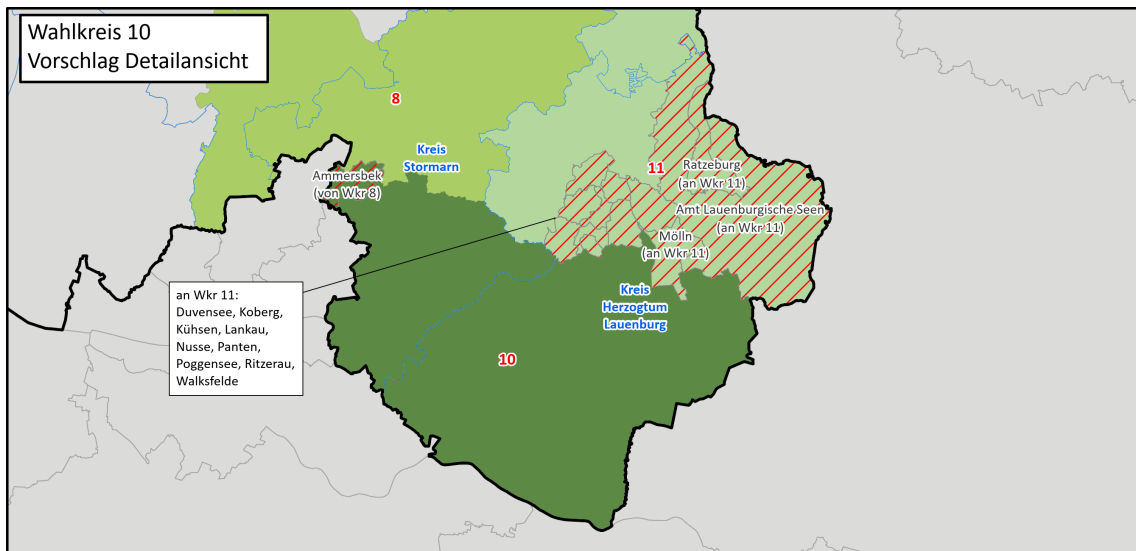 Wahlkreis 10
Vorschlag Detailansicht
8
Kreis
Stormarn
11
Ratzeburg
(an Wkr 11)
Ammersbek
(von Wkr 8)
Amt Lauenburgische Seen
(an Wkr 11)
Mölln
(an Wkr 11)
an Wkr 11:
Duvensee, Koberg,
Kühsen, Lankau,
Nusse, Panten,
Poggensee, Ritzerau,
Walksfelde
Kreis
Herzogtum
Lauenburg
10